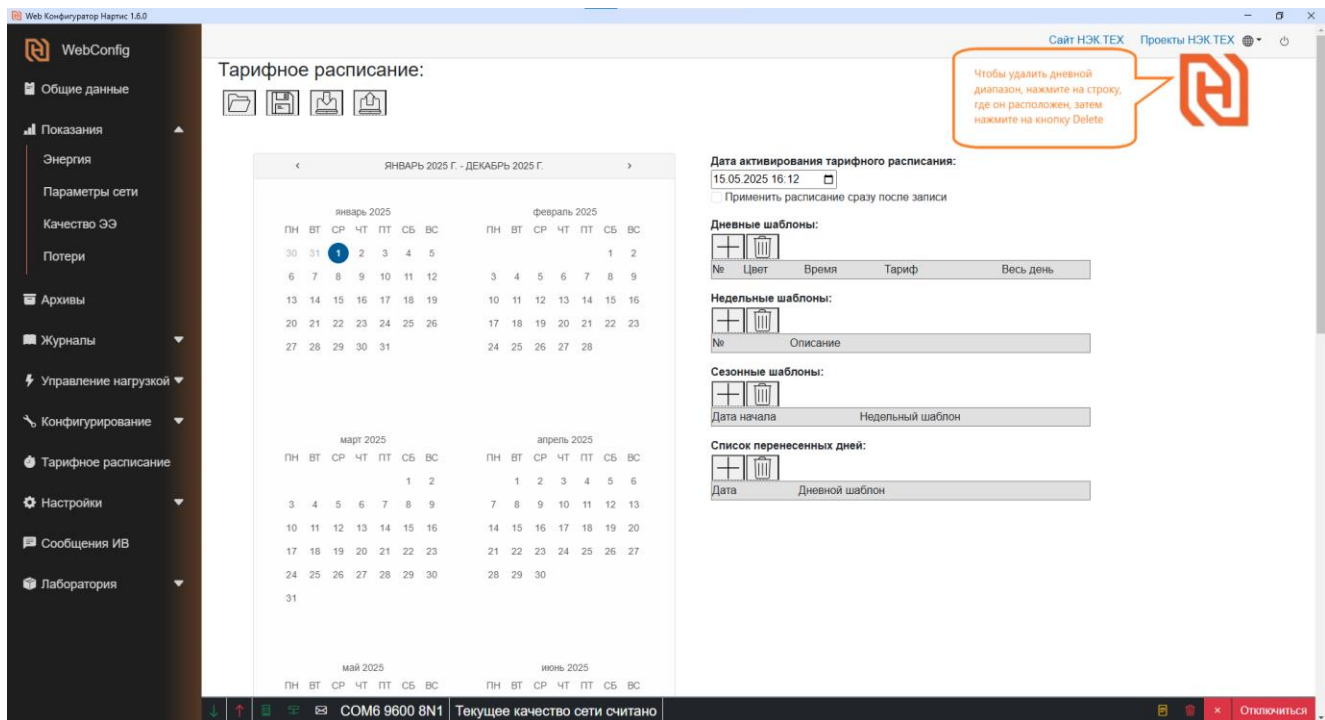 Web Конфигуратор Нартис 1.6.0
WebConfig
Сайт НЭК.ТЕХ Проекты НЭК.ТЕХ
Общие данные
Показания
Энергия
Параметры сети
Качество ЭЭ
Потери
Архивы
Журналы
Управление нагрузкой
Конфигурирование
Тарифное расписание
Настройки
Сообщения ИВ
Лаборатория
Тарифное расписание:
Чтобы удалить дневной
диапазон, нажмите на строку,
где он расположен, затем
нажмите на кнопку Delete
ЯНВАРЬ 2025 Г. - ДЕКАБРЬ 2025 Г.
январь 2025
ПН ВТ СР ЧТ ПТ СБ ВС
30 31 1 2 3 4 5
6 7 8 9 10 11 12
13 14 15 16 17 18 19
20 21 22 23 24 25 26
27 28 29 30 31
февраль 2025
ПН ВТ СР ЧТ ПТ СБ ВС
1 2
3 4 5 6 7 8 9
10 11 12 13 14 15 16
17 18 19 20 21 22 23
24 25 26 27 28
март 2025
ПН ВТ СР ЧТ ПТ СБ ВС
1 2
3 4 5 6 7 8 9
10 11 12 13 14 15 16
17 18 19 20 21 22 23
24 25 26 27 28 29 30
31
апрель 2025
ПН ВТ СР ЧТ ПТ СБ ВС
1 2 3 4 5 6
7 8 9 10 11 12 13
14 15 16 17 18 19 20
21 22 23 24 25 26 27
28 29 30
май 2025
ПН ВТ СР ЧТ ПТ СБ ВС
июнь 2025
ПН ВТ СР ЧТ ПТ СБ ВС
Дата активирования тарифного расписания:
15.05.2025 16:12
Применить расписание сразу после записи
Дневные шаблоны:
№ Цвет Время Тариф Весь день
Недельные шаблоны:
№ Описание
Сезонные шаблоны:
Дата начала Недельный шаблон
Список перенесенных дней:
Дата Дневной шаблон
COM6 9600 8N1 Текущее качество сети считано
Отключиться